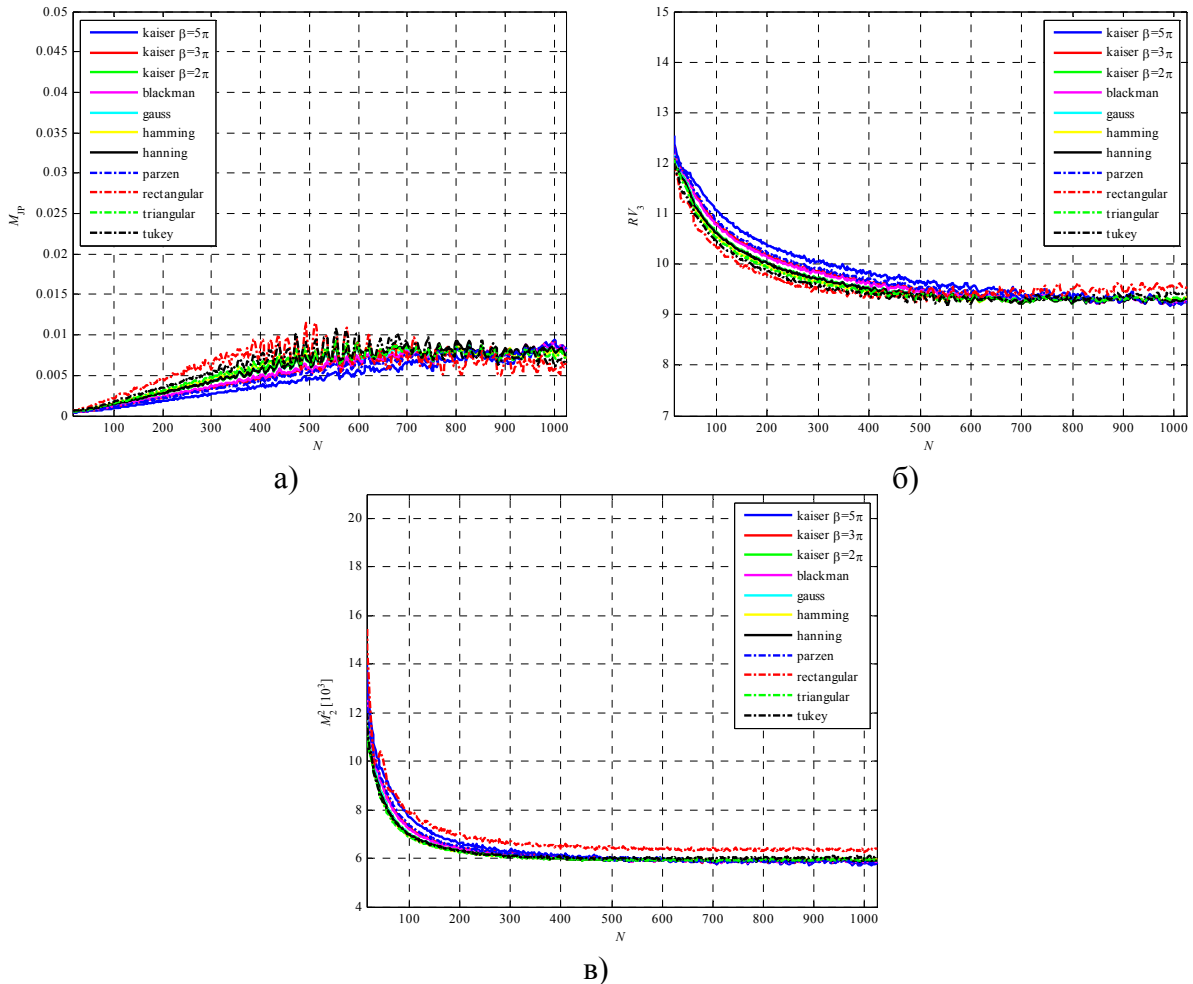 0.05
0.045
0.04
0.035
0.03
0.025
0.02
0.015
0.01
0.005
0
M_JP
kaiser β=5π
kaiser β=3π
kaiser β=2π
blackman
gauss
hamming
hanning
parzen
rectangular
triangular
tukey
100 200 300 400 500 600 700 800 900 1000
N
а)
15
14
13
12
11
10
9
8
7
RV_3
kaiser β=5π
kaiser β=3π
kaiser β=2π
blackman
gauss
hamming
hanning
parzen
rectangular
triangular
tukey
100 200 300 400 500 600 700 800 900 1000
N
б)
20
18
16
14
12
10
8
6
4
M_2^2 [10^3]
kaiser β=5π
kaiser β=3π
kaiser β=2π
blackman
gauss
hamming
hanning
parzen
rectangular
triangular
tukey
100 200 300 400 500 600 700 800 900 1000
N
в)